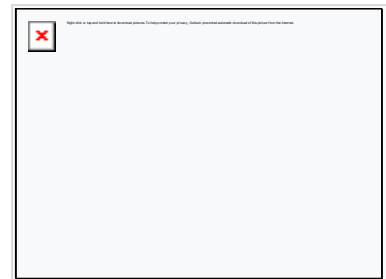 Right-click or tap and hold here to download pictures. To help protect your privacy, Outlook prevented automatic download of this picture from the Internet.